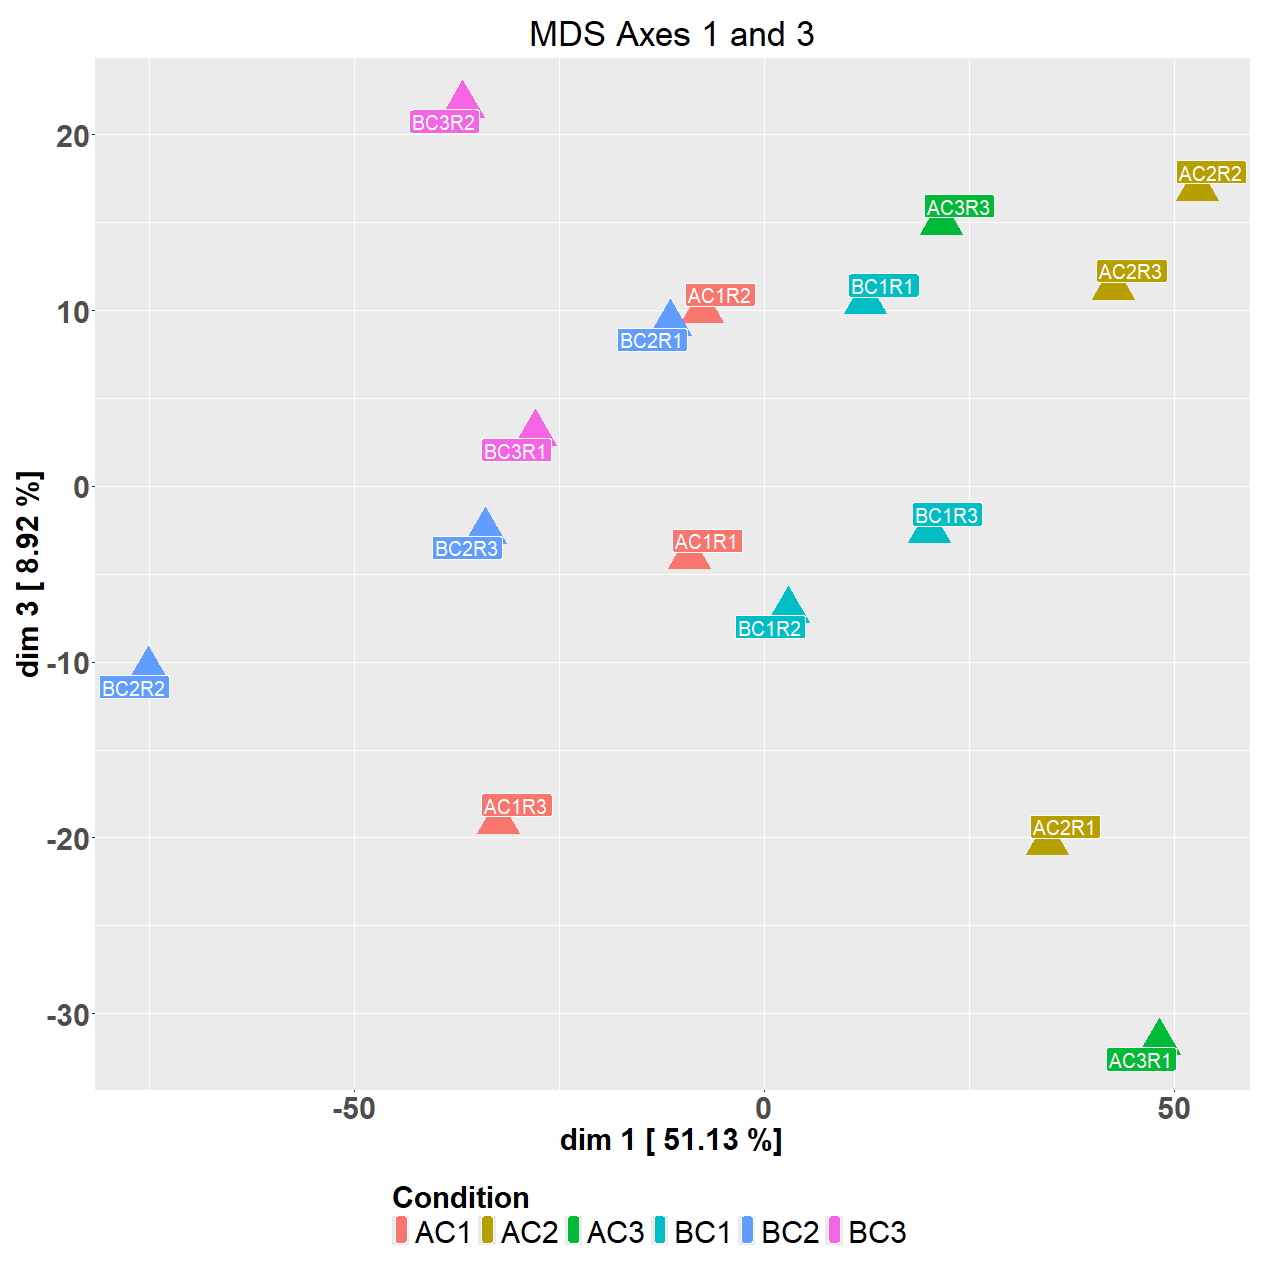 MDS Axes 1 and 3
BC3R2
20
AC2R2
AC3R3
AC2R3
BC1R1
AC1R2
10
BC2R1
BC3R1
0
dim 3 [ 8.92 %]
BC1R3
AC1R1
BC2R3
BC1R2
-10
BC2R2
AC1R3
AC2R1
-20
-30
AC3R1
-50 0 50
dim 1 [ 51.13 %]
Condition
AC1 AC2 AC3 BC1 BC2 BC3